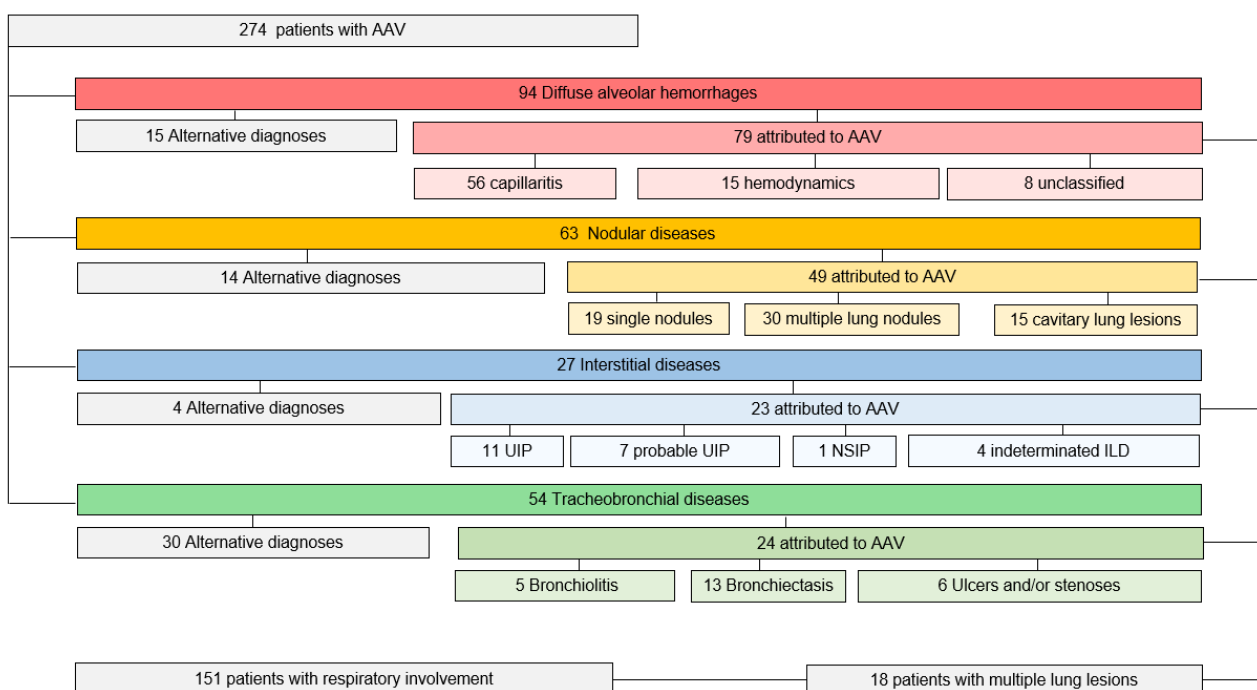 274 patients with AAV
94 Diffuse alveolar hemorrhages
15 Alternative diagnoses
79 attributed to AAV
56 capillaritis
15 hemodynamics
8 unclassified
63 Nodular diseases
14 Alternative diagnoses
49 attributed to AAV
19 single nodules
30 multiple lung nodules
15 cavitary lung lesions
27 Interstitial diseases
4 Alternative diagnoses
23 attributed to AAV
11 UIP
7 probable UIP
1 NSIP
4 indeterminated ILD
54 Tracheobronchial diseases
30 Alternative diagnoses
24 attributed to AAV
5 Bronchiolitis
13 Bronchiectasis
6 Ulcers and/or stenoses
151 patients with respiratory involvement
18 patients with multiple lung lesions